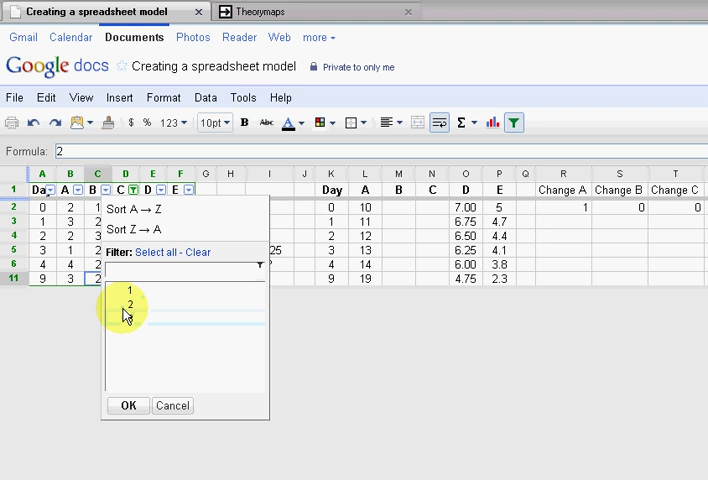 Creating a spreadsheet model × Theorymaps ×
Gmail Calendar Documents Photos Reader Web more
Google docs Creating a spreadsheet model Private to only me
File Edit View Insert Format Data Tools Help
$ % 123 10pt B Abc A Σ
Formula: 2
A B C D E F G H I K L M N O P Q R S T
1 Day A B C D E Day A B C D E Change A Change B Change C
2 0 2 1 0 10 7.00 5 1 0 0
3 1 3 2 1 11 6.75 4.7
4 2 2 3 2 12 6.50 4.4
5 3 1 2 25 3 13 6.25 4.1
6 4 4 2 4 14 6.00 3.8
11 9 3 2 9 19 4.75 2.3
Sort A → Z
Sort Z → A
Filter: Select all - Clear
1
2
3
OK Cancel